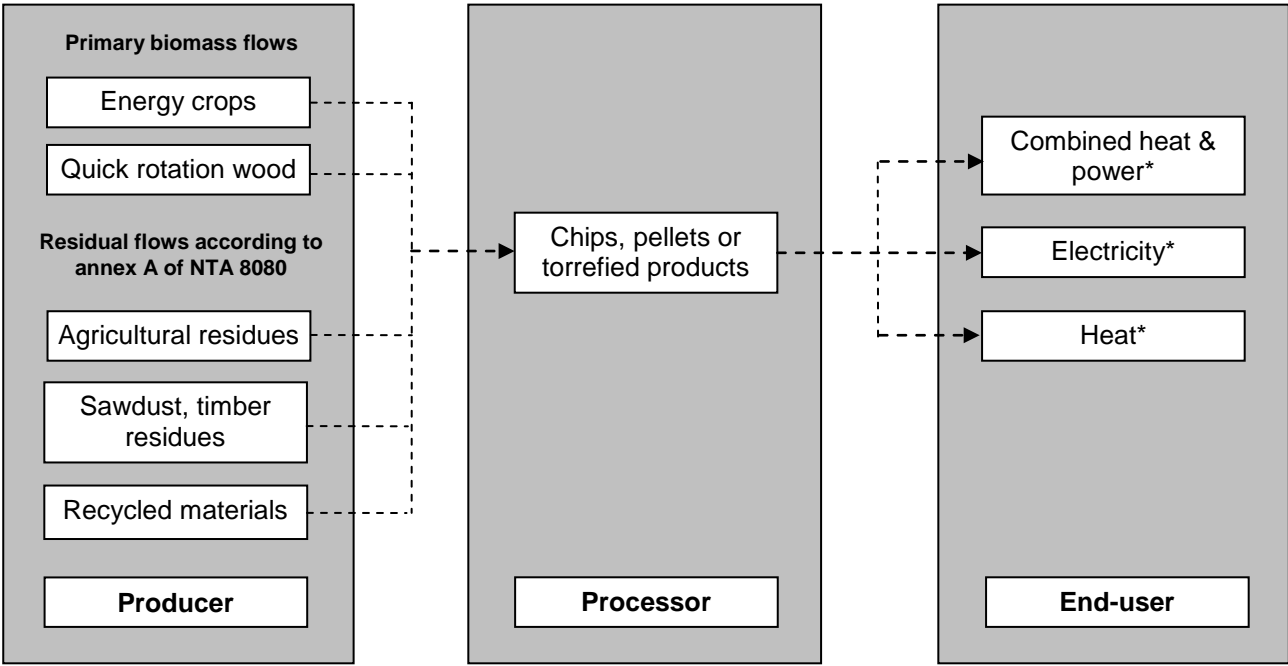 Primary biomass flows
Energy crops
Quick rotation wood
Residual flows according to
annex A of NTA 8080
Agricultural residues
Sawdust, timber
residues
Recycled materials
Producer
Chips, pellets or
torrefied products
Processor
Combined heat &
power*
Electricity*
Heat*
End-user